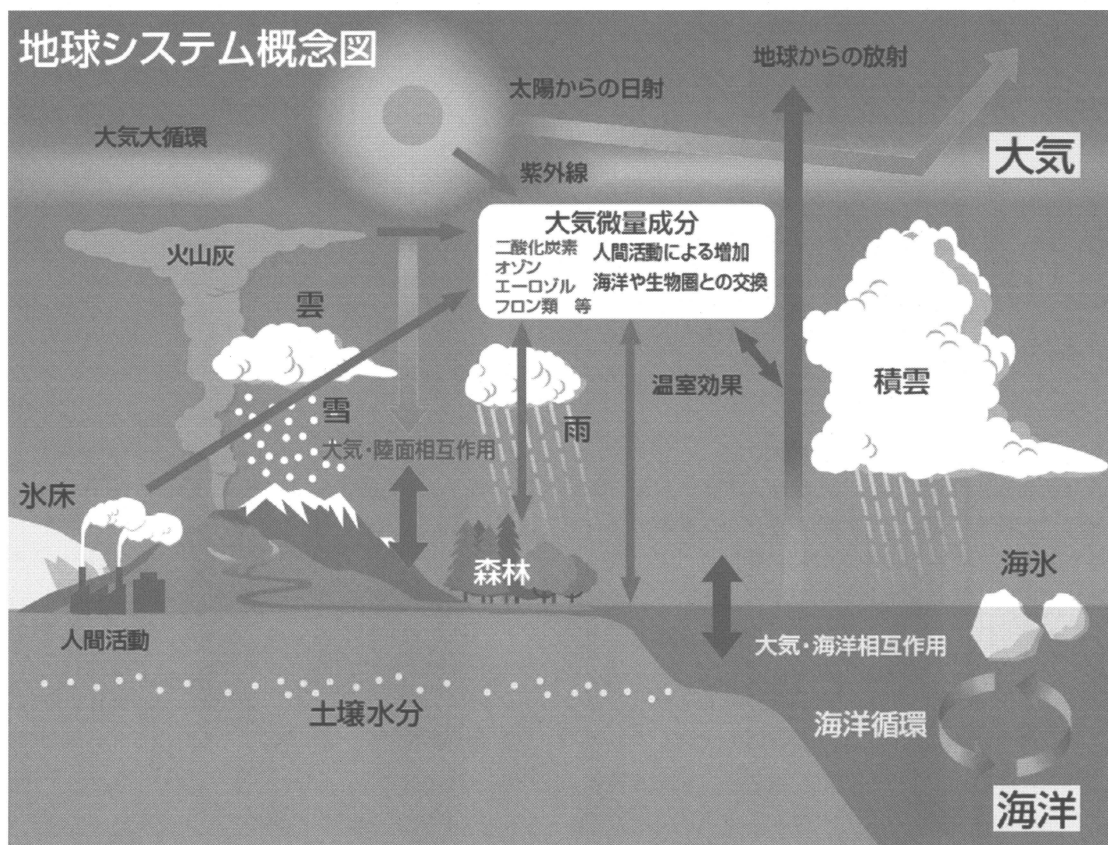 地球システム概念図
地球からの放射
太陽からの日射
大気大循環
大気
紫外線
大気微量成分
二酸化炭素
オゾン
エーロゾル
フロン類 等
人間活動による増加
海洋や生物圏との交換
火山灰
雲
積雲
温室効果
雪
雨
大気・陸面相互作用
氷床
森林
海氷
人間活動
大気・海洋相互作用
土壌水分
海洋循環
海洋